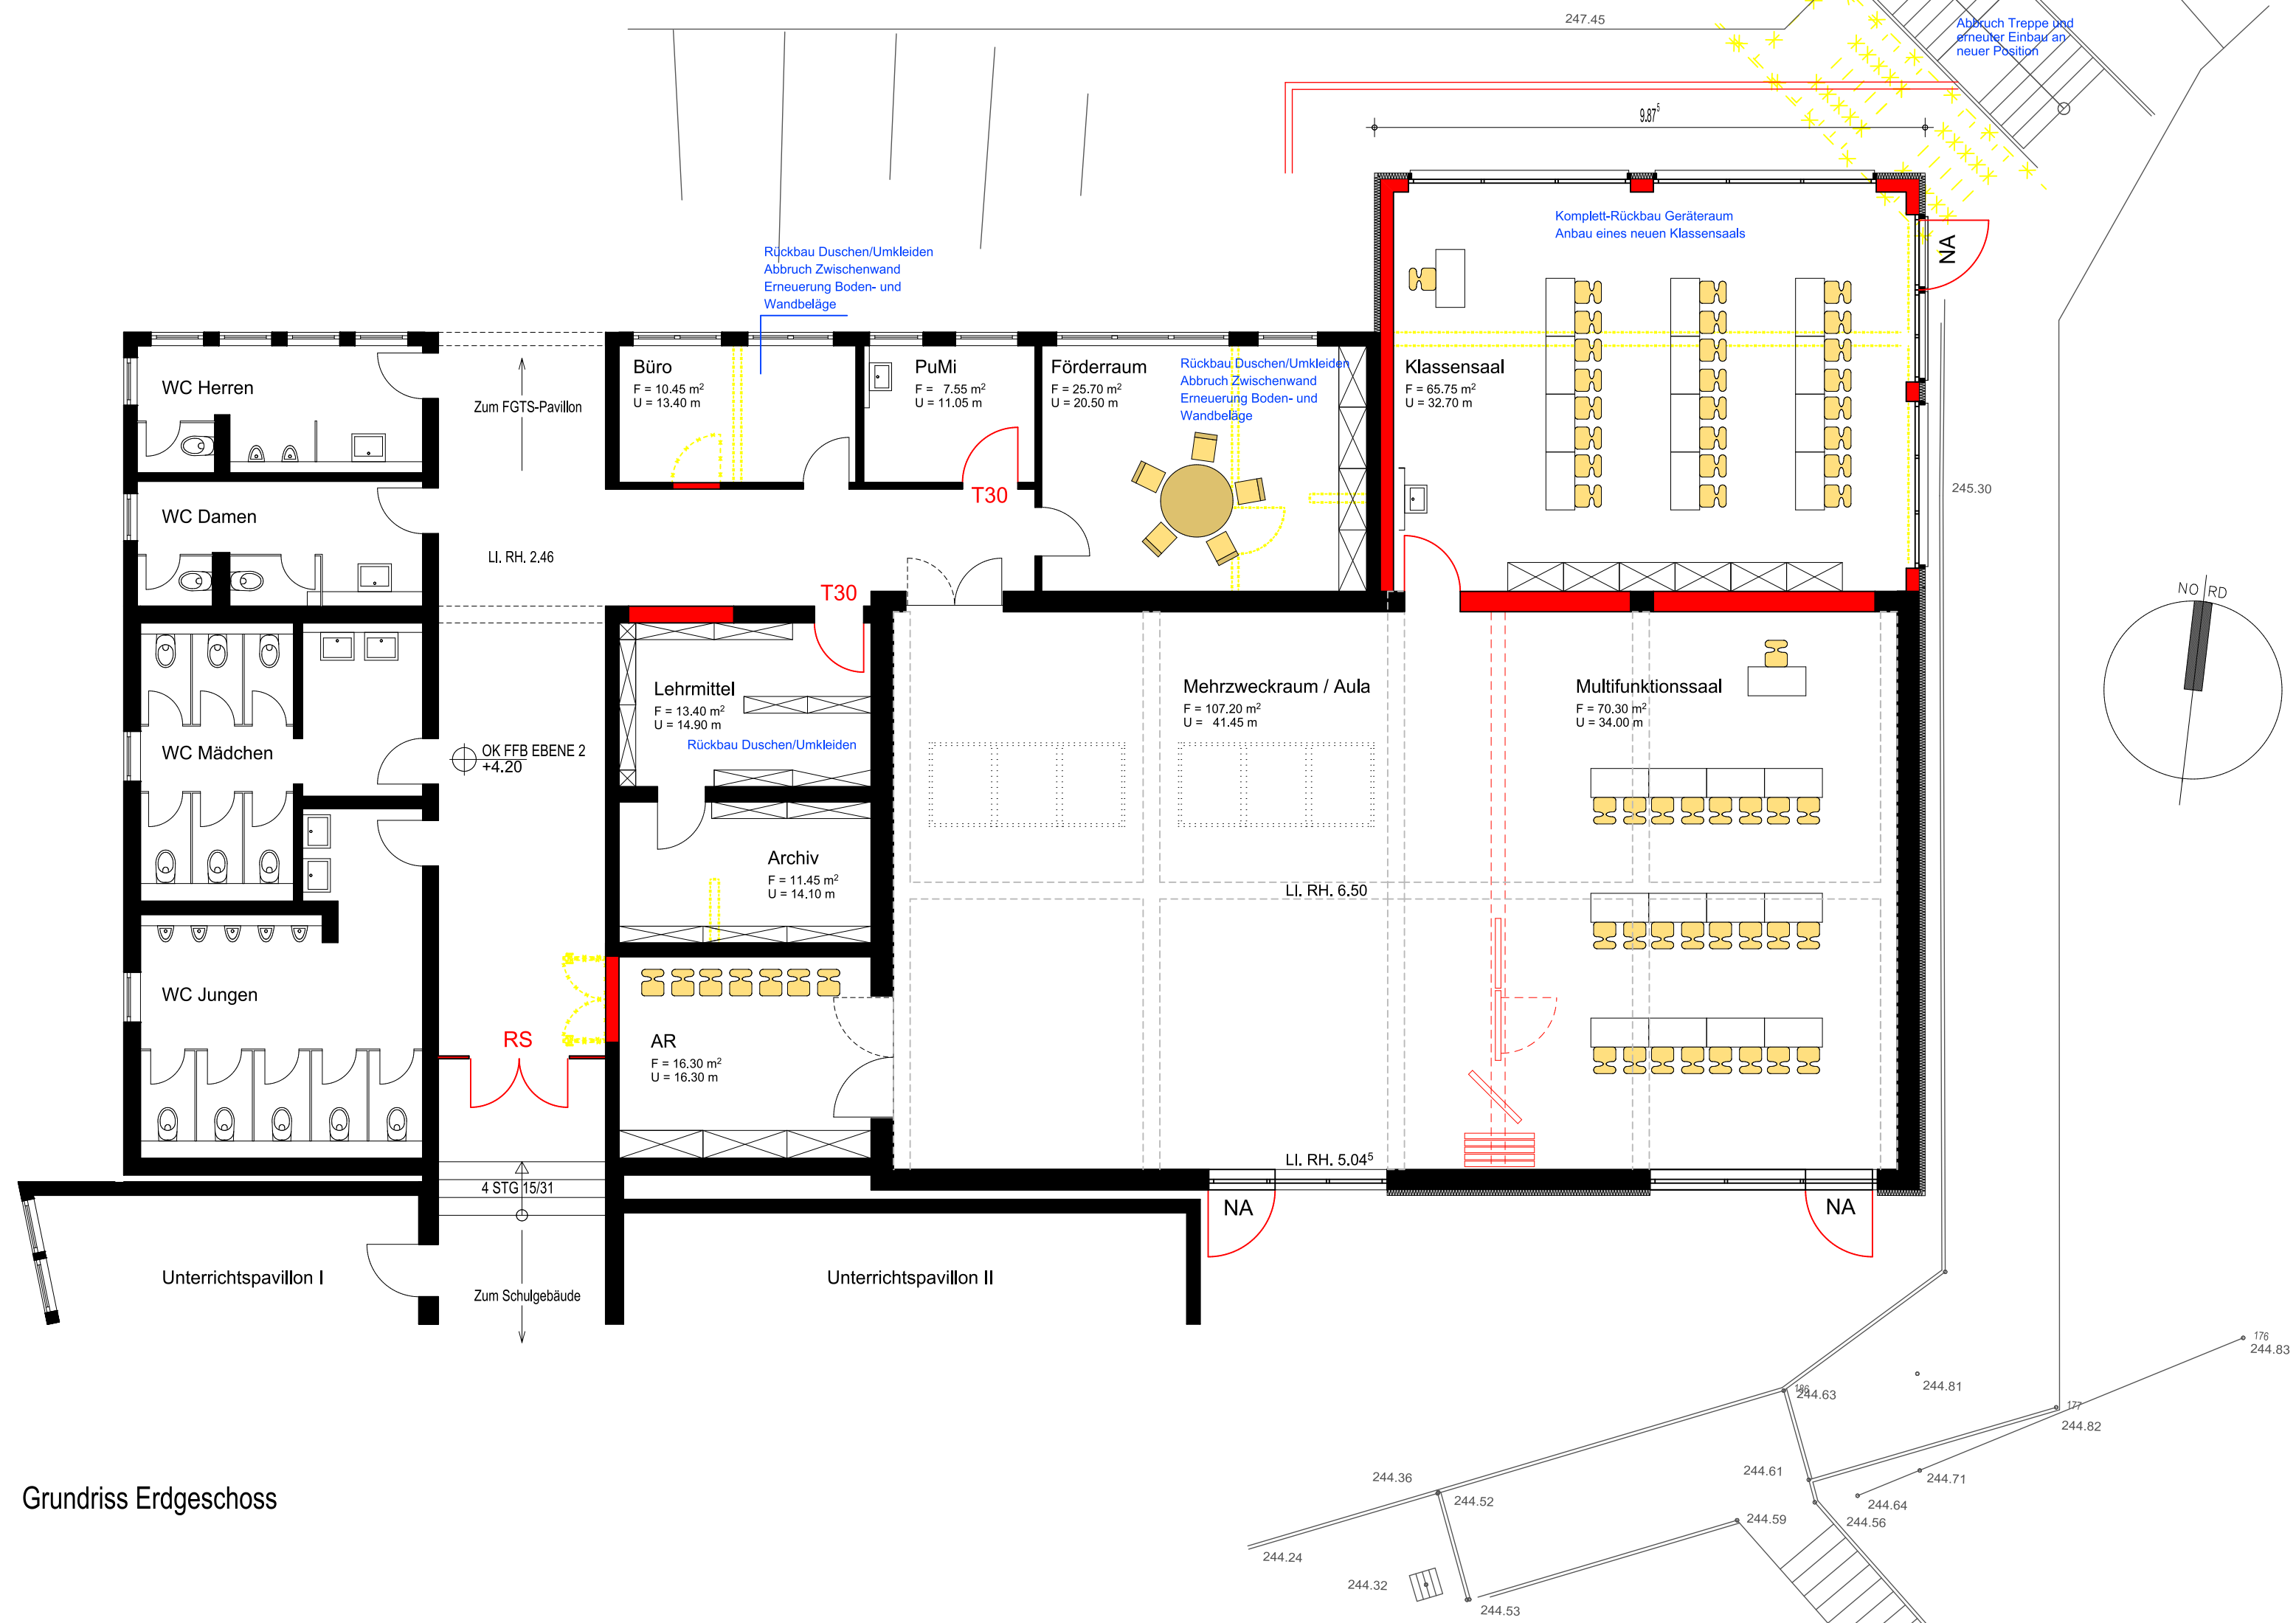 247.45
Abbruch Treppe und
erneuter Einbau an
neuer Position
9.87⁵
Komplett-Rückbau Geräteraum
Anbau eines neuen Klassensaals
NA
Rückbau Duschen/Umkleiden
Abbruch Zwischenwand
Erneuerung Boden- und
Wandbeläge
WC Herren
Zum FGTS-Pavillon
Büro
F = 10.45 m²
U = 13.40 m
PuMi
F = 7.55 m²
U = 11.05 m
Förderraum
F = 25.70 m²
U = 20.50 m
Rückbau Duschen/Umkleiden
Abbruch Zwischenwand
Erneuerung Boden- und
Wandbeläge
Klassensaal
F = 65.75 m²
U = 32.70 m
T30
245.30
WC Damen
LI. RH. 2.46
T30
NO RD
Lehrmittel
F = 13.40 m²
U = 14.90 m
Rückbau Duschen/Umkleiden
Mehrzweckraum / Aula
F = 107.20 m²
U = 41.45 m
Multifunktionssaal
F = 70.30 m²
U = 34.00 m
WC Mädchen
OK FFB EBENE 2
+4.20
Archiv
F = 11.45 m²
U = 14.10 m
LI. RH. 6.50
WC Jungen
RS
AR
F = 16.30 m²
U = 16.30 m
LI. RH. 5.04⁵
4 STG 15/31
NA
NA
Unterrichtspavillon I
Zum Schulgebäude
Unterrichtspavillon II
176
244.83
244.81
186
244.63
177
244.82
244.36
244.61
244.71
244.52
244.64
244.59
244.56
Grundriss Erdgeschoss
244.24
244.32
244.53